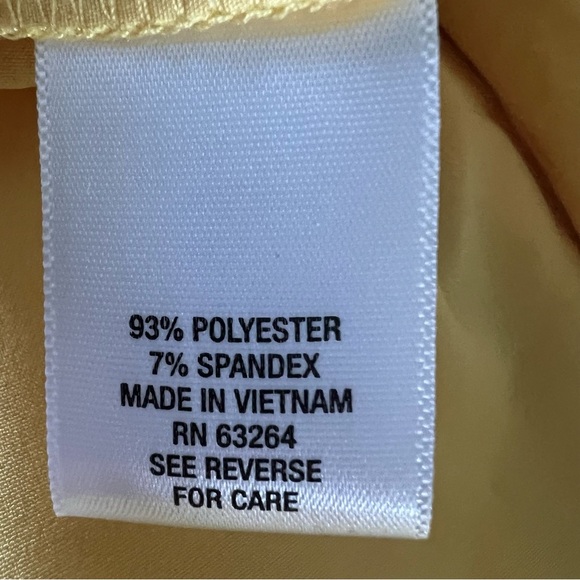 93% POLYESTER
7% SPANDEX
MADE IN VIETNAM
RN 63264
SEE REVERSE
FOR CARE